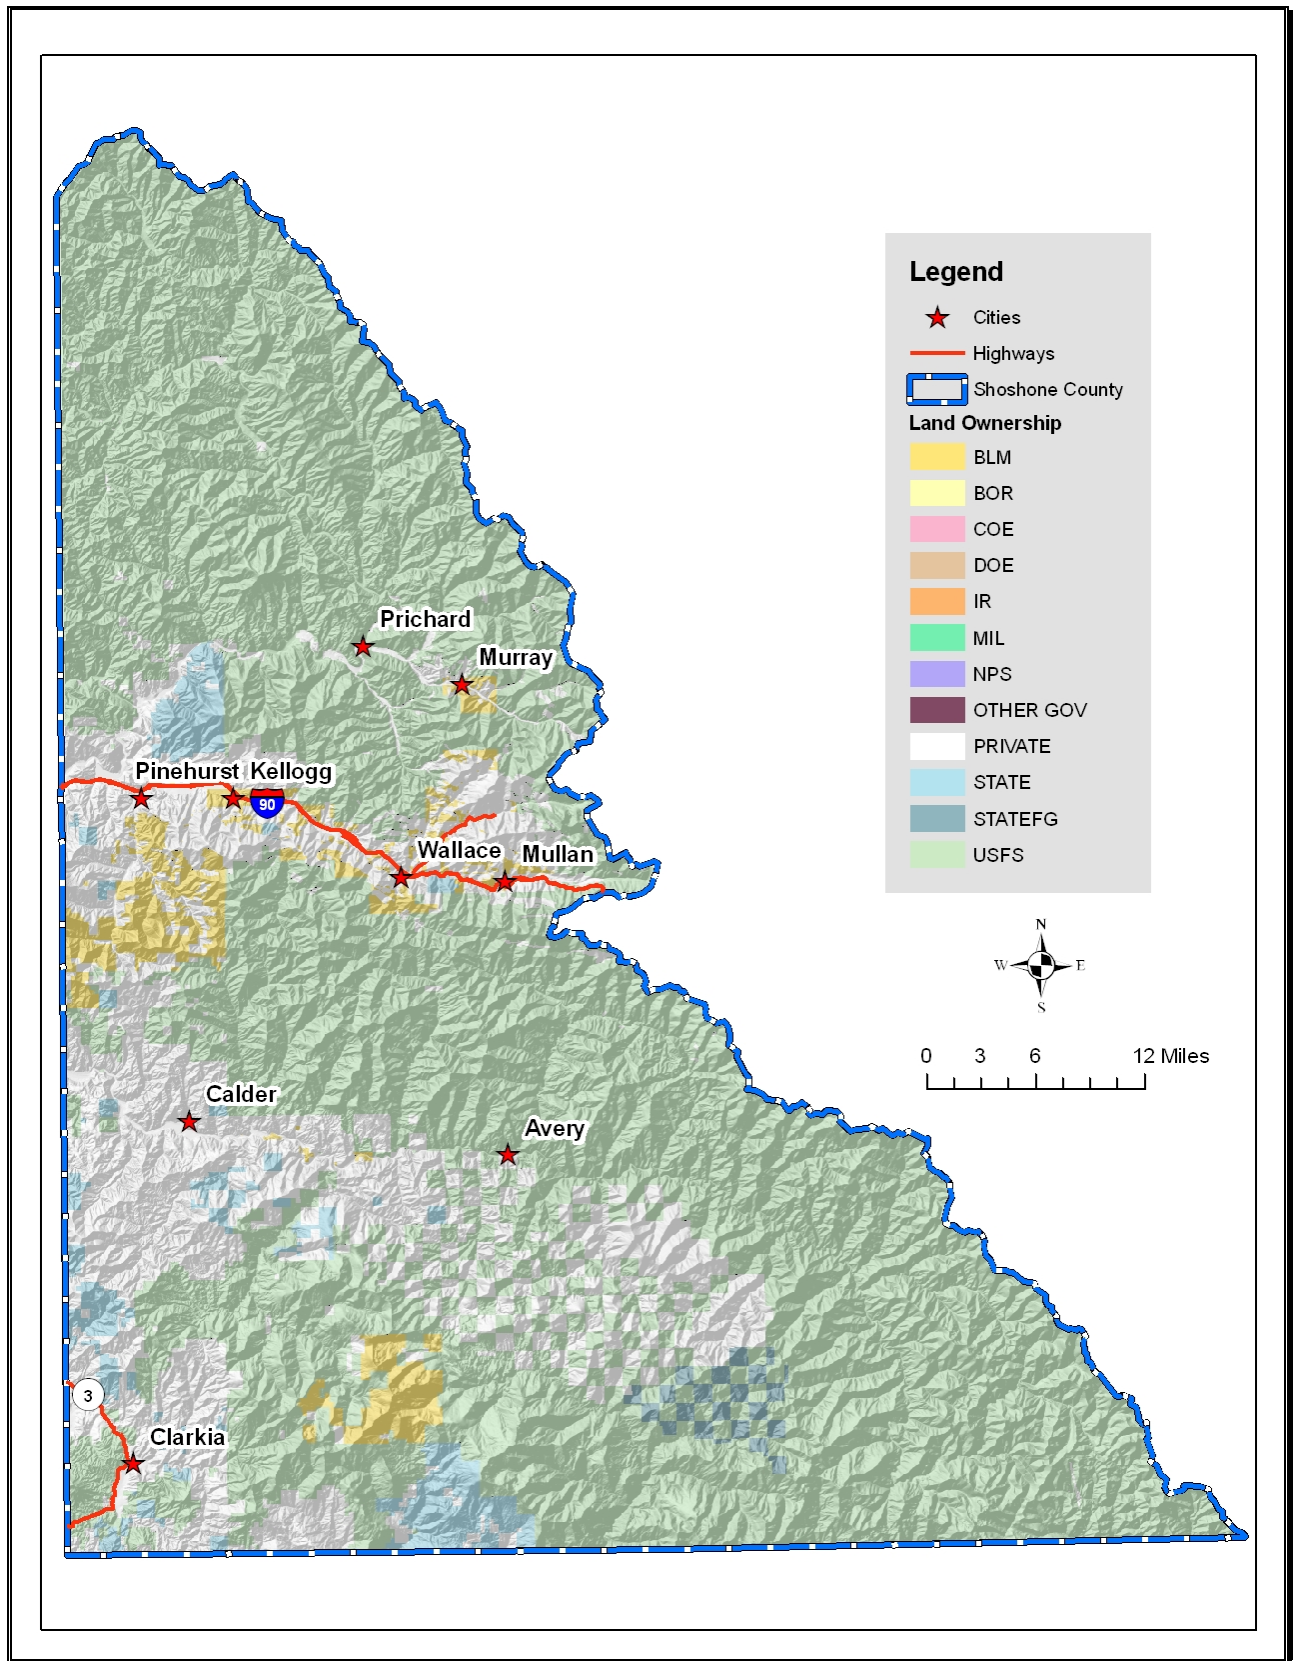 Legend
Cities
Highways
Shoshone County
Land Ownership
BLM
BOR
COE
DOE
IR
MIL
NPS
OTHER GOV
PRIVATE
STATE
STATEFG
USFS
N
W E
S
0 3 6 12 Miles
Prichard
Murray
Pinehurst Kellogg
90
Wallace
Mullan
Calder
Avery
3
Clarkia